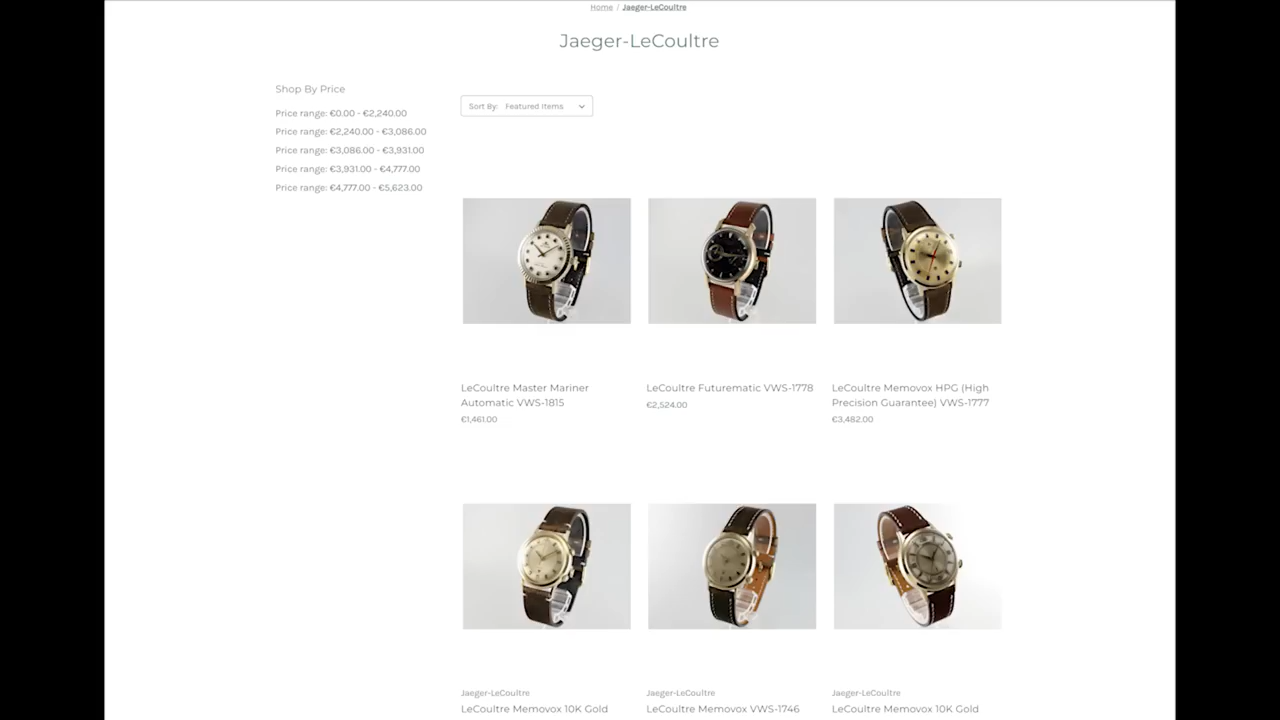 Home / Jaeger-LeCoultre
Jaeger-LeCoultre
Shop By Price
Price range: €0.00 - €2,240.00
Price range: €2,240.00 - €3,086.00
Price range: €3,086.00 - €3,931.00
Price range: €3,931.00 - €4,777.00
Price range: €4,777.00 - €5,623.00
Sort By: Featured Items
LeCoultre Master Mariner
Automatic VWS-1815
€1,461.00
LeCoultre Futurematic VWS-1778
€2,524.00
LeCoultre Memovox HPG (High
Precision Guarantee) VWS-1777
€3,482.00
Jaeger-LeCoultre
LeCoultre Memovox 10K Gold
Jaeger-LeCoultre
LeCoultre Memovox VWS-1746
Jaeger-LeCoultre
LeCoultre Memovox 10K Gold